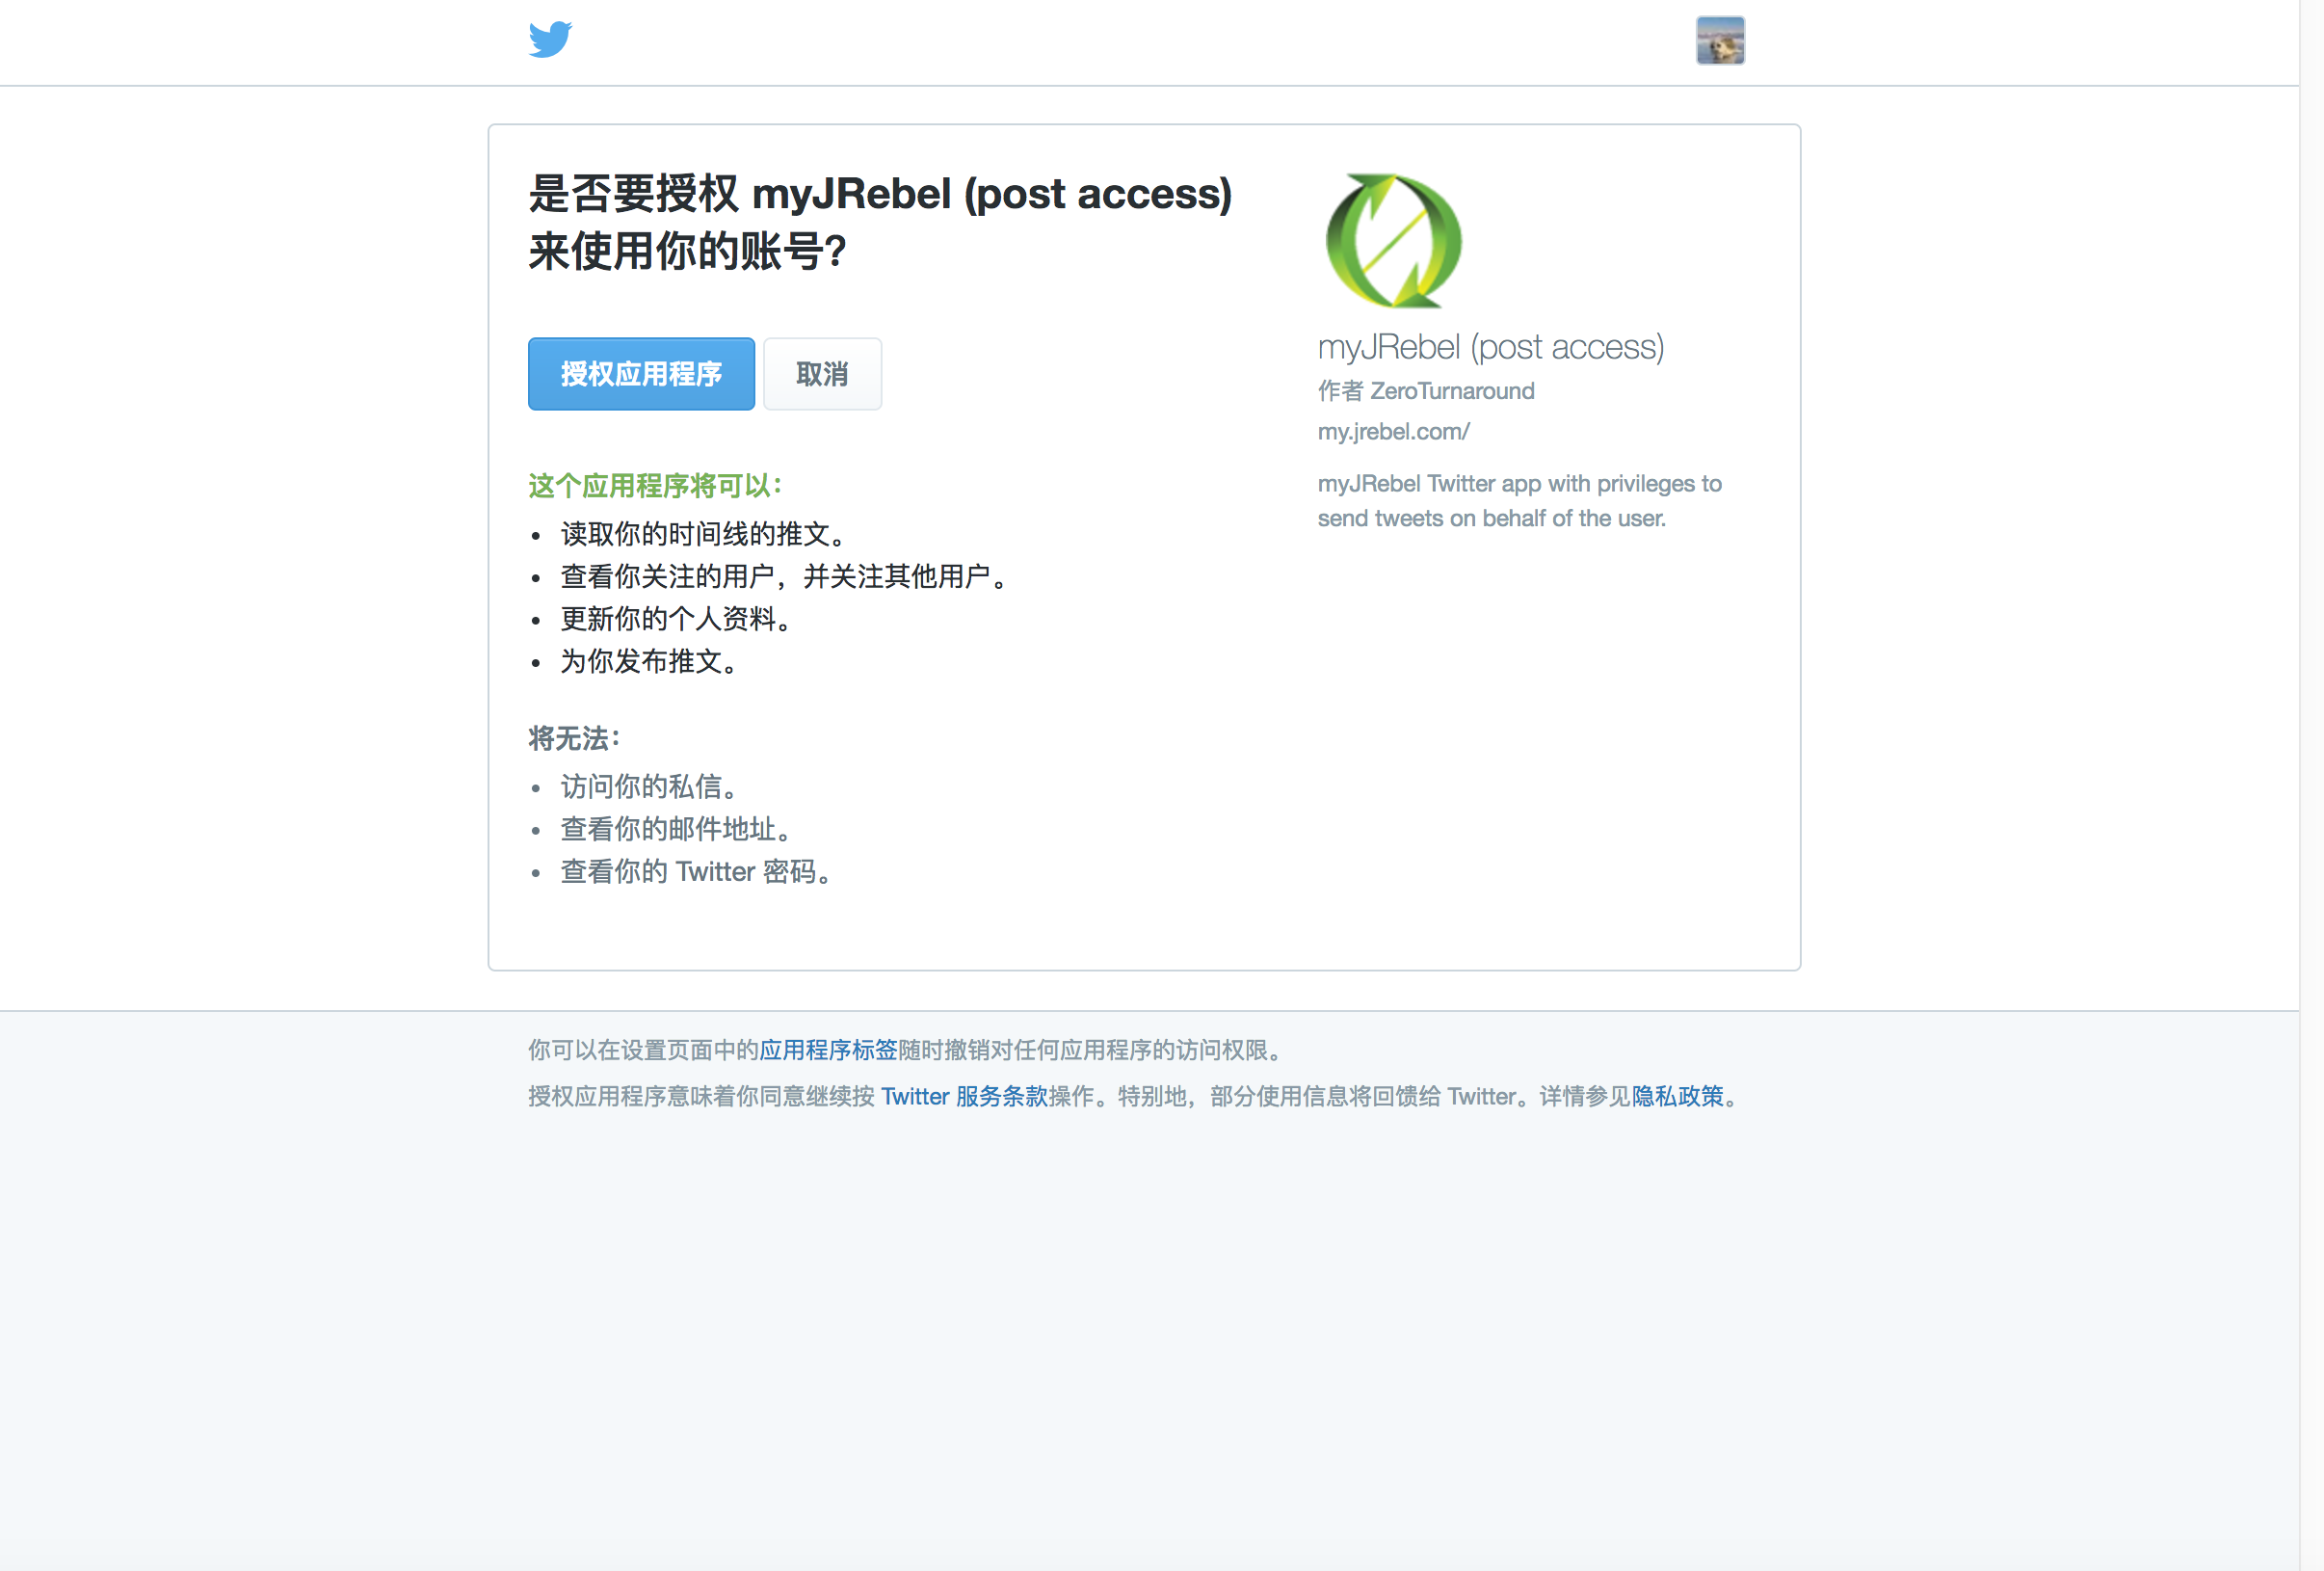 是否要授权 myJRebel (post access)
来使用你的账号?
授权应用程序 取消
这个应用程序将可以：
• 读取你的时间线的推文。
• 查看你关注的用户，并关注其他用户。
• 更新你的个人资料。
• 为你发布推文。
将无法：
• 访问你的私信。
• 查看你的邮件地址。
• 查看你的 Twitter 密码。
myJRebel (post access)
作者 ZeroTurnaround
my.jrebel.com/
myJRebel Twitter app with privileges to
send tweets on behalf of the user.
你可以在设置页面中的应用程序标签随时撤销对任何应用程序的访问权限。
授权应用程序意味着你同意继续按 Twitter 服务条款操作。特别地，部分使用信息将回馈给 Twitter。详情参见隐私政策。